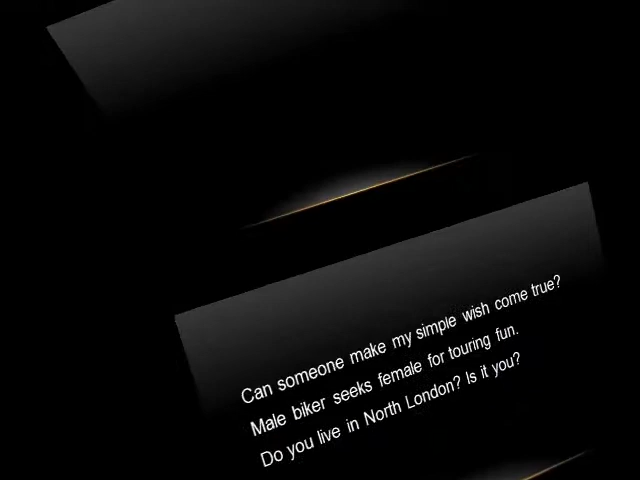 Can someone make my simple wish come true?
Male biker seeks female for touring fun.
Do you live in North London? Is it you?